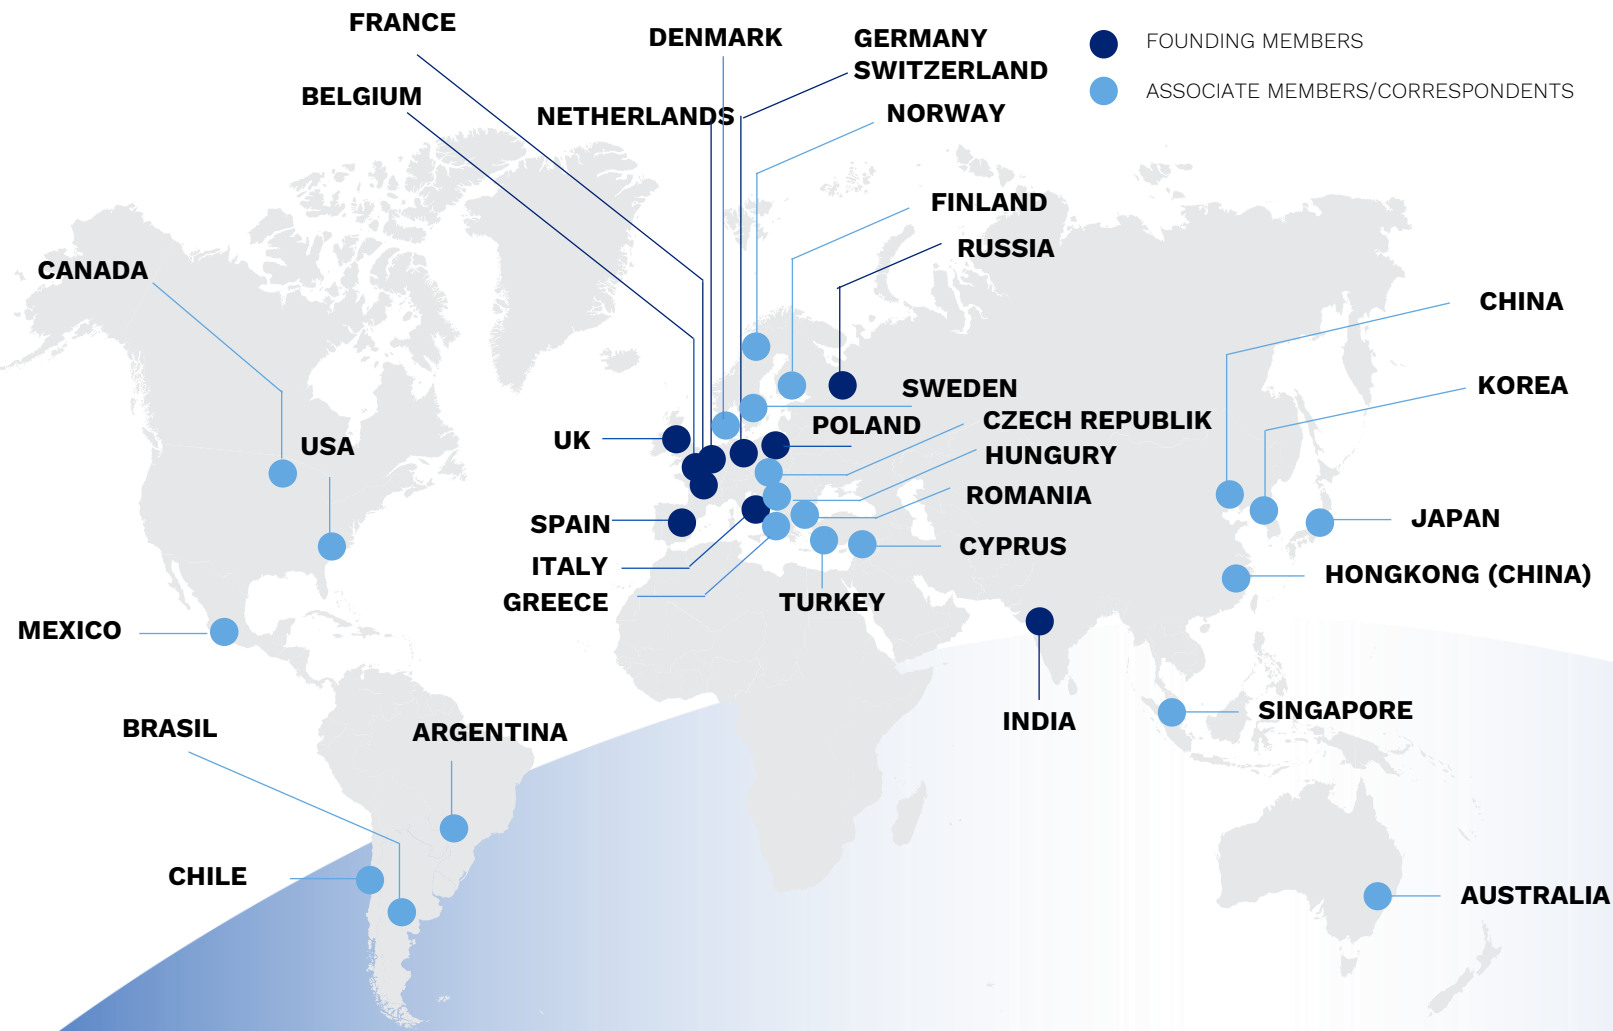 FRANCE
DENMARK
GERMANY
SWITZERLAND
FOUNDING MEMBERS
ASSOCIATE MEMBERS/CORRESPONDENTS
BELGIUM
NETHERLANDS
NORWAY
FINLAND
RUSSIA
CANADA
CHINA
KOREA
SWEDEN
POLAND
CZECH REPUBLIK
UK
USA
HUNGURY
ROMANIA
SPAIN
JAPAN
CYPRUS
ITALY
HONGKONG (CHINA)
GREECE
TURKEY
MEXICO
INDIA
SINGAPORE
BRASIL
ARGENTINA
CHILE
AUSTRALIA